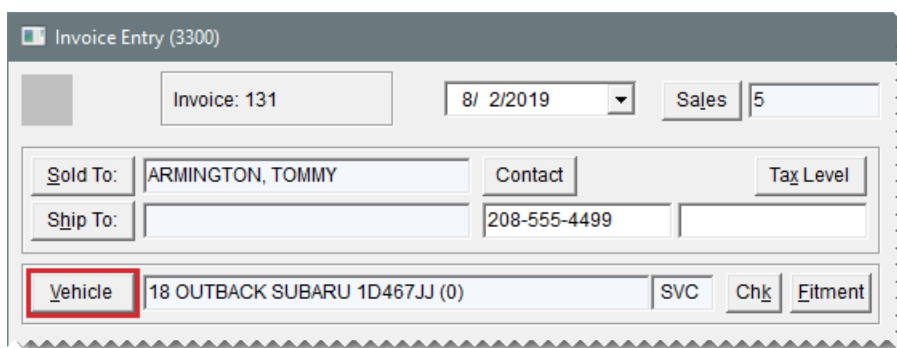 Invoice Entry (3300)
Invoice: 131 8/ 2/2019 Sales 5
Sold To: ARMINGTON, TOMMY Contact Tax Level
Ship To: 208-555-4499
Vehicle 18 OUTBACK SUBARU 1D467JJ (0) SVC Chk Fitment